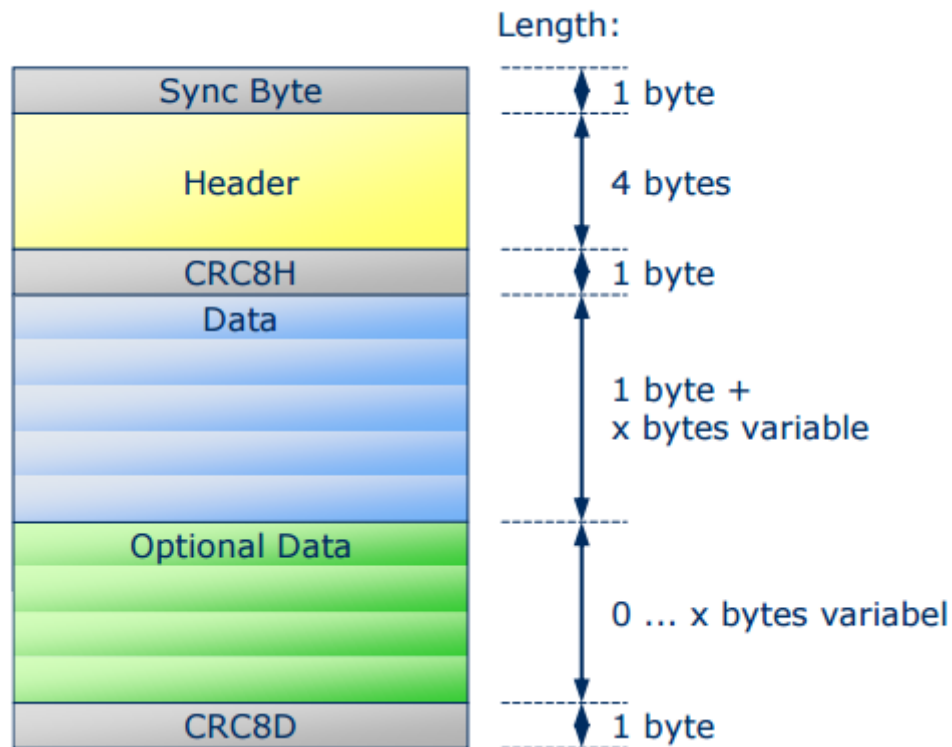 Length:
Sync Byte
1 byte
Header
4 bytes
CRC8H
1 byte
Data
1 byte +
x bytes variable
Optional Data
0 ... x bytes variabel
CRC8D
1 byte